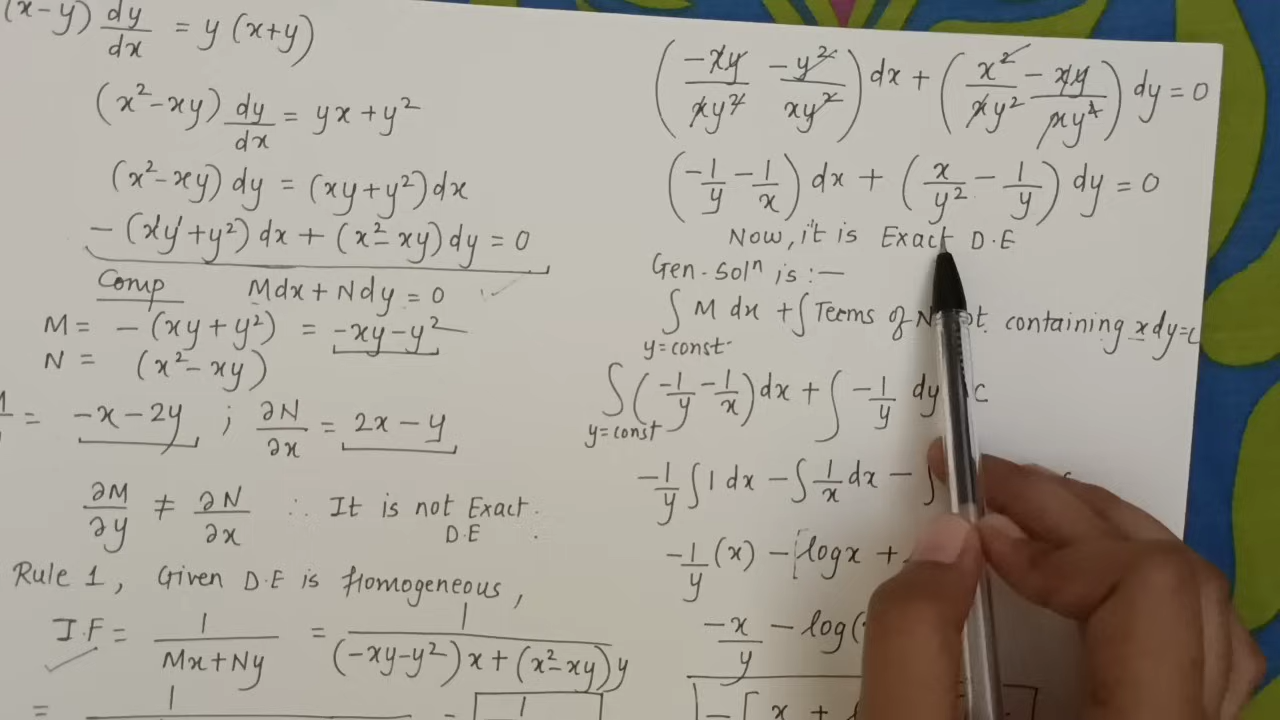 (x-y) dy/dx = y (x+y)
(x²-xy) dy/dx = yx+y²
(x²-xy) dy = (xy+y²)dx
-(xy+y²) dx + (x²-xy)dy = 0
Comp Mdx + Ndy = 0
M = -(xy+y²) = -xy-y²
N = (x²-xy)
= -x-2y ; ∂N/∂x = 2x-y
∂M/∂y ≠ ∂N/∂x ∴ It is not Exact D.E.
Rule 1, Given D.E is Homogeneous,
I.F = 1/(Mx+Ny) = 1/((-xy-y²)x+(x²-xy)y)
= 1 = 1
(-xy/xy² -y²/xy²) dx + (x²/xy² - xy/xy²) dy = 0
(-1/y - 1/x) dx + (x/y² - 1/y) dy = 0
Now, it is Exact D.E
Gen. Solⁿ is :-
∫ M dx + ∫ Terms of containing x dy=c
y=const
∫(-1/y - 1/x) dx + ∫ -1/y dy c
y=const
-1/y ∫ 1 dx - ∫ 1/x dx - ∫
-1/y (x) - [log x +
-x/y - log(
-[ x +